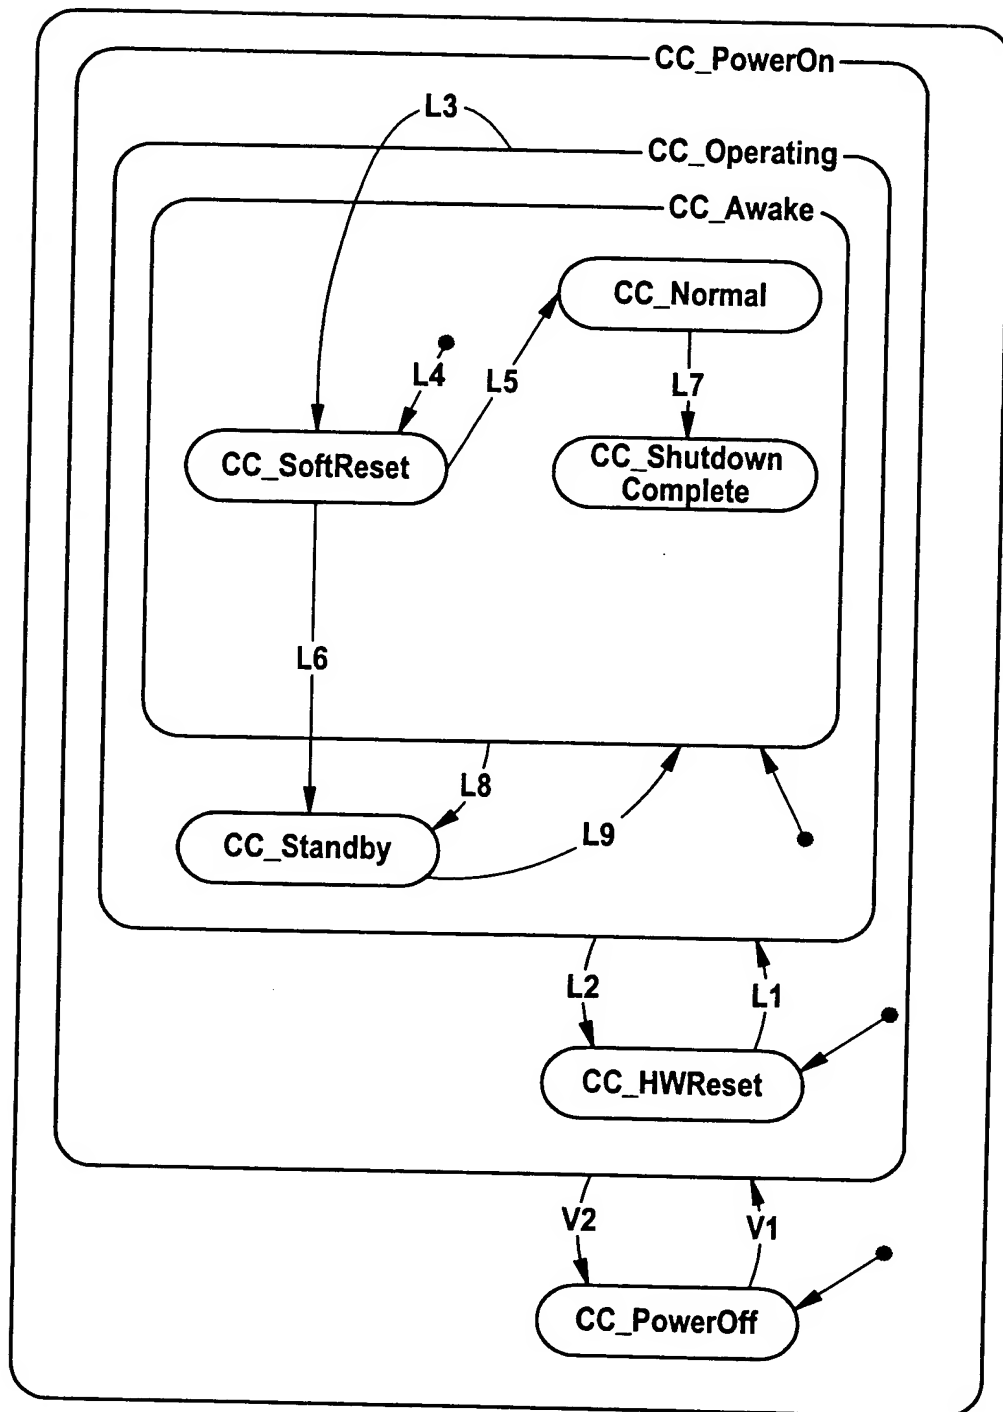 CC_PowerOn
L3
CC_Operating
CC_Awake
CC_Normal
L4
L5
L7
CC_SoftReset
CC_Shutdown
Complete
L6
L8
L9
CC_Standby
L2
L1
CC_HWReset
V2
V1
CC_PowerOff